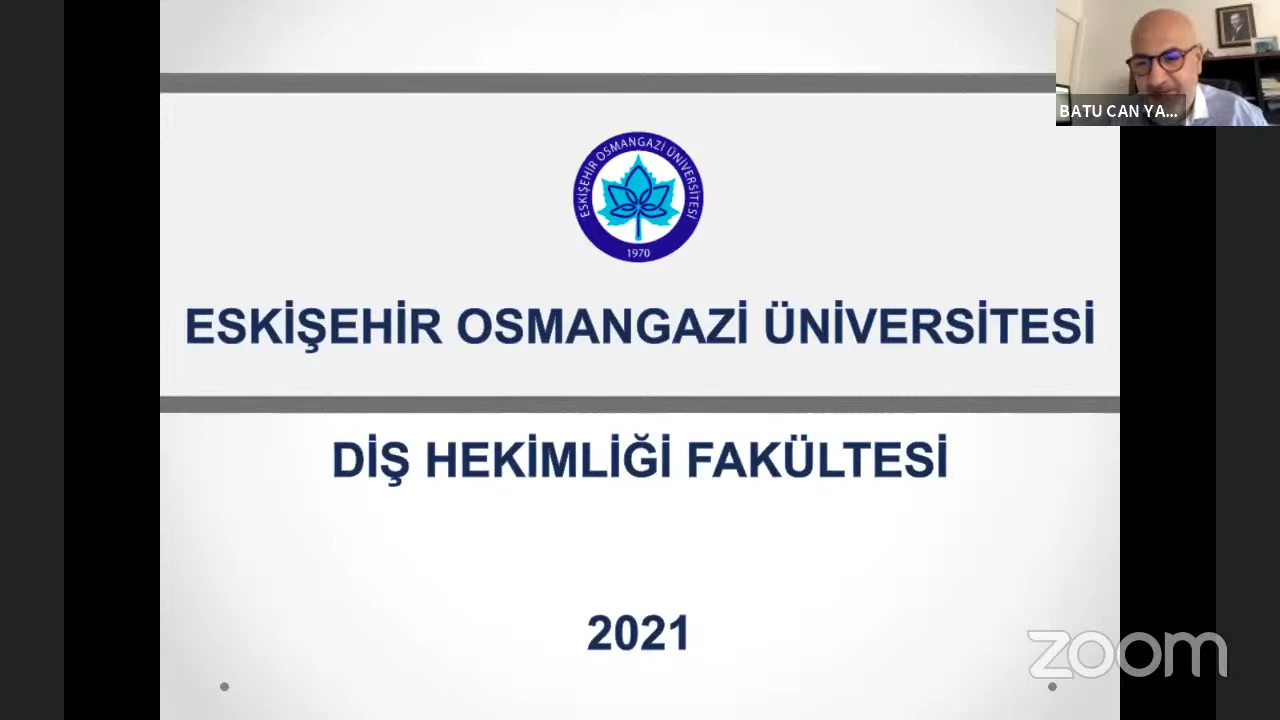 BATU CAN YA...
ESKİŞEHİR OSMANGAZİ ÜNİVERSİTESİ
1970
ESKİŞEHİR OSMANGAZİ ÜNİVERSİTESİ
DİŞ HEKİMLİĞİ FAKÜLTESİ
2021
zoom